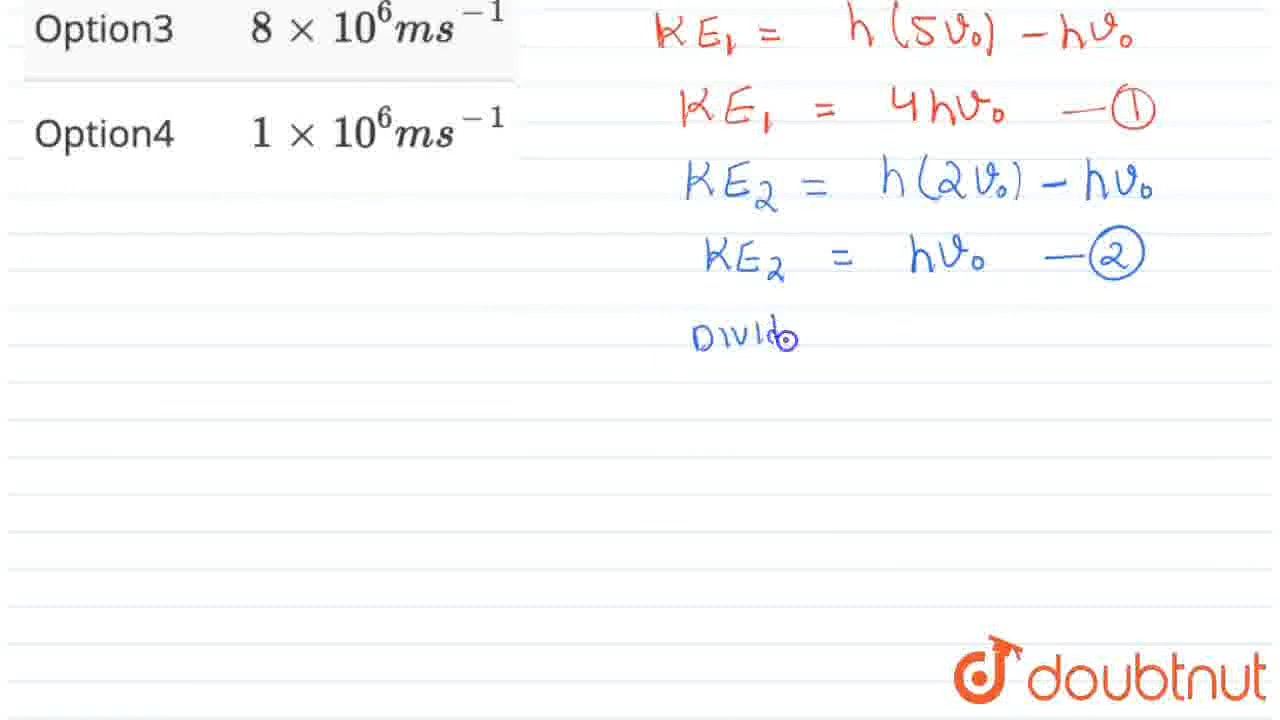 Option3 8 × 10⁶ms⁻¹
Option4 1 × 10⁶ms⁻¹
KE₁ = h(5ν₀) - hν₀
KE₁ = 4hν₀ —①
KE₂ = h(2ν₀) - hν₀
KE₂ = hν₀ —②
DIVID
doubtnut